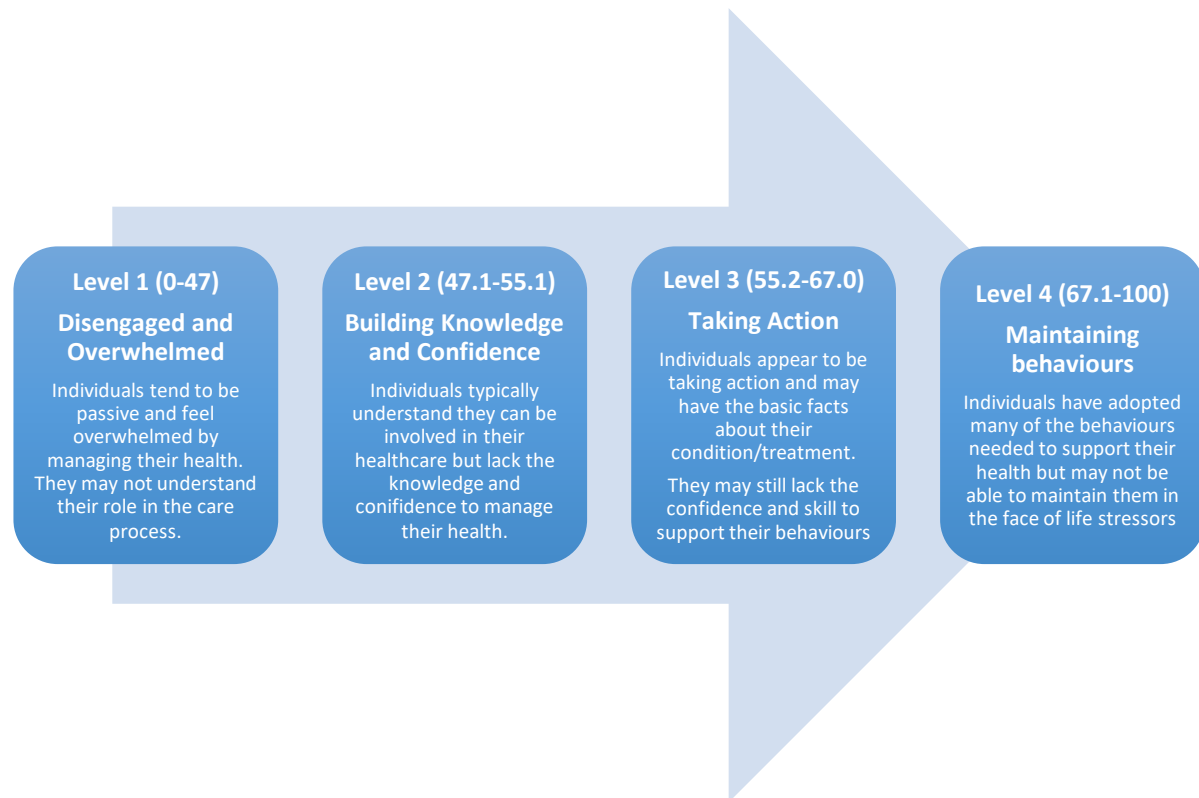 Level 1 (0-47)
Disengaged and
Overwhelmed
Individuals tend to be
passive and feel
overwhelmed by
managing their health.
They may not understand
their role in the care
process.
Level 2 (47.1-55.1)
Building Knowledge
and Confidence
Individuals typically
understand they can be
involved in their
healthcare but lack the
knowledge and
conifidence to manage
their health.
Level 3 (55.2-67.0)
Taking Action
Individuals appear to be
taking action and may
have the basic facts
about their
condition/treatment.
They may still lack the
confidence and skill to
support their behaviours
Level 4 (67.1-100)
Maintaining
behaviours
Individuals have adopted
many of the behaviours
needed to support their
health but may not be
able to maintain them in
the face of life stressors